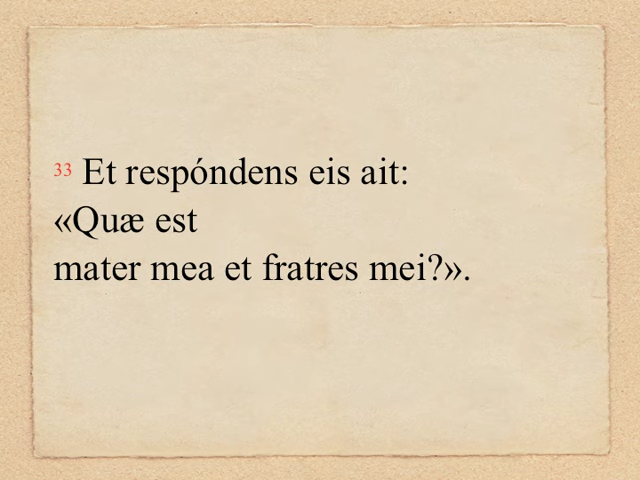 33 Et respóndens eis ait:
«Quæ est
mater mea et fratres mei?».